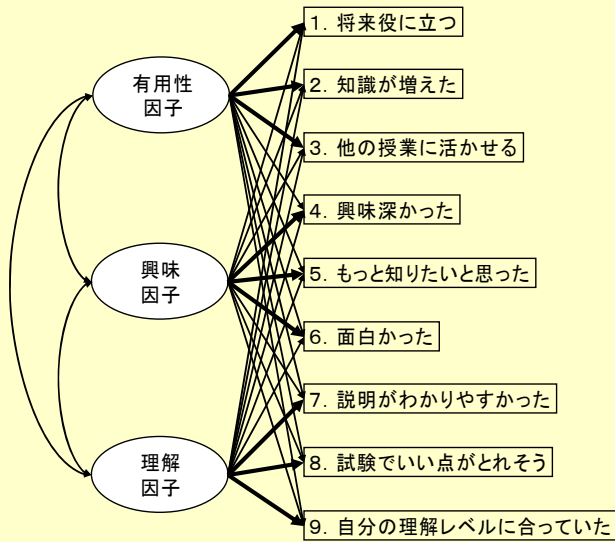 1. 将来役に立つ
有用性
因子
2. 知識が増えた
3. 他の授業に活かせる
4. 興味深かった
興味
因子
5. もっと知りたいと思った
6. 面白かった
7. 説明がわかりやすかった
理解
因子
8. 試験でいい点がとれそう
9. 自分の理解レベルに合っていた